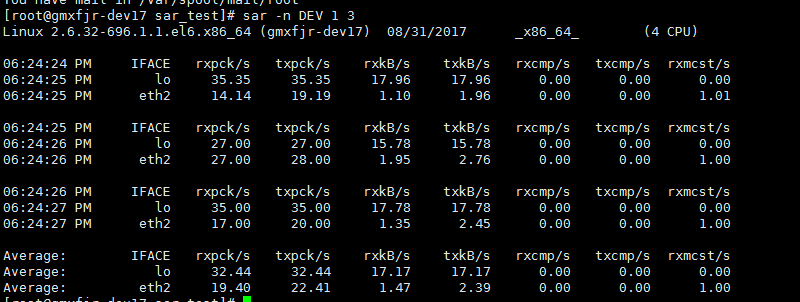 You have mail in /var/spool/mail/root
[root@gmxfjr-dev17 sar_test]# sar -n DEV 1 3
Linux 2.6.32-696.1.1.el6.x86_64 (gmxfjr-dev17) 08/31/2017 _x86_64_ (4 CPU)
06:24:24 PM IFACE rxpck/s txpck/s rxkB/s txkB/s rxcmp/s txcmp/s rxmcst/s
06:24:25 PM lo 35.35 35.35 17.96 17.96 0.00 0.00 0.00
06:24:25 PM eth2 14.14 19.19 1.10 1.96 0.00 0.00 1.01
06:24:25 PM IFACE rxpck/s txpck/s rxkB/s txkB/s rxcmp/s txcmp/s rxmcst/s
06:24:26 PM lo 27.00 27.00 15.78 15.78 0.00 0.00 0.00
06:24:26 PM eth2 27.00 28.00 1.95 2.76 0.00 0.00 1.00
06:24:26 PM IFACE rxpck/s txpck/s rxkB/s txkB/s rxcmp/s txcmp/s rxmcst/s
06:24:27 PM lo 35.00 35.00 17.78 17.78 0.00 0.00 0.00
06:24:27 PM eth2 17.00 20.00 1.35 2.45 0.00 0.00 1.00
Average: IFACE rxpck/s txpck/s rxkB/s txkB/s rxcmp/s txcmp/s rxmcst/s
Average: lo 32.44 32.44 17.17 17.17 0.00 0.00 0.00
Average: eth2 19.40 22.41 1.47 2.39 0.00 0.00 1.00
[root@gmxfjr-dev17 sar_test]#